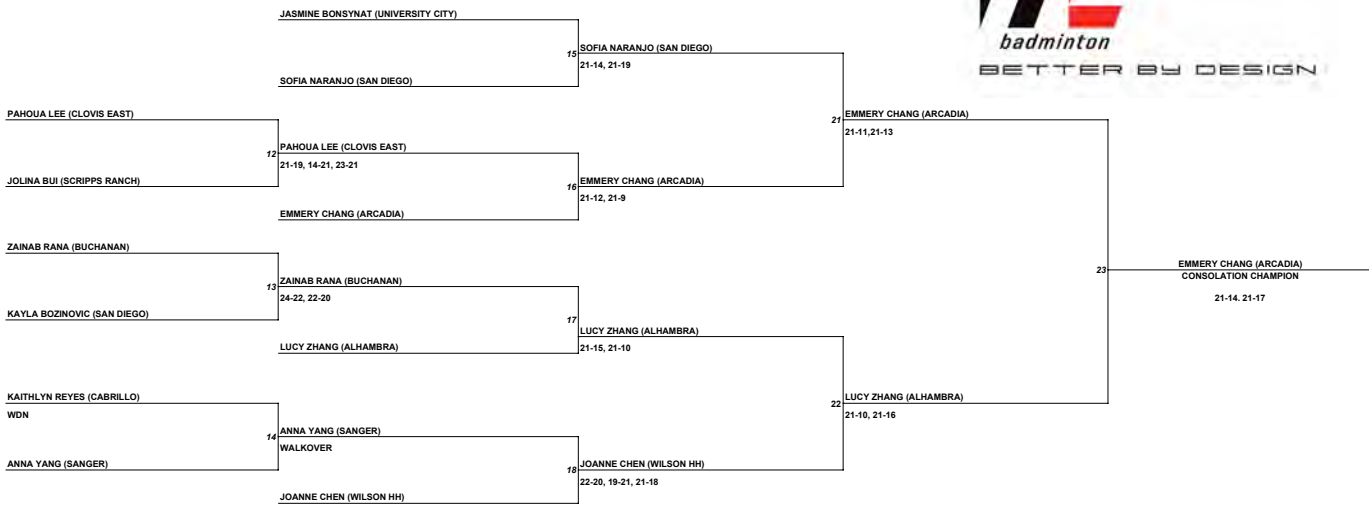 JASMINE BONSYNAT (UNIVERSITY CITY)
badminton
BETTER BY DESIGN
15 SOFIA NARANJO (SAN DIEGO)
21-14, 21-19
SOFIA NARANJO (SAN DIEGO)
PAHOUA LEE (CLOVIS EAST)
21 EMMERY CHANG (ARCADIA)
21-11,21-13
12 PAHOUA LEE (CLOVIS EAST)
21-19, 14-21, 23-21
JOLINA BUI (SCRIPPS RANCH)
16 EMMERY CHANG (ARCADIA)
21-12, 21-9
EMMERY CHANG (ARCADIA)
ZAINAB RANA (BUCHANAN)
23
EMMERY CHANG (ARCADIA)
CONSOLATION CHAMPION
21-14. 21-17
13 ZAINAB RANA (BUCHANAN)
24-22, 22-20
KAYLA BOZINOVIC (SAN DIEGO)
17
LUCY ZHANG (ALHAMBRA)
21-15, 21-10
LUCY ZHANG (ALHAMBRA)
KAITHLYN REYES (CABRILLO)
WDN
22 LUCY ZHANG (ALHAMBRA)
21-10, 21-16
14 ANNA YANG (SANGER)
WALKOVER
ANNA YANG (SANGER)
18 JOANNE CHEN (WILSON HH)
22-20, 19-21, 21-18
JOANNE CHEN (WILSON HH)